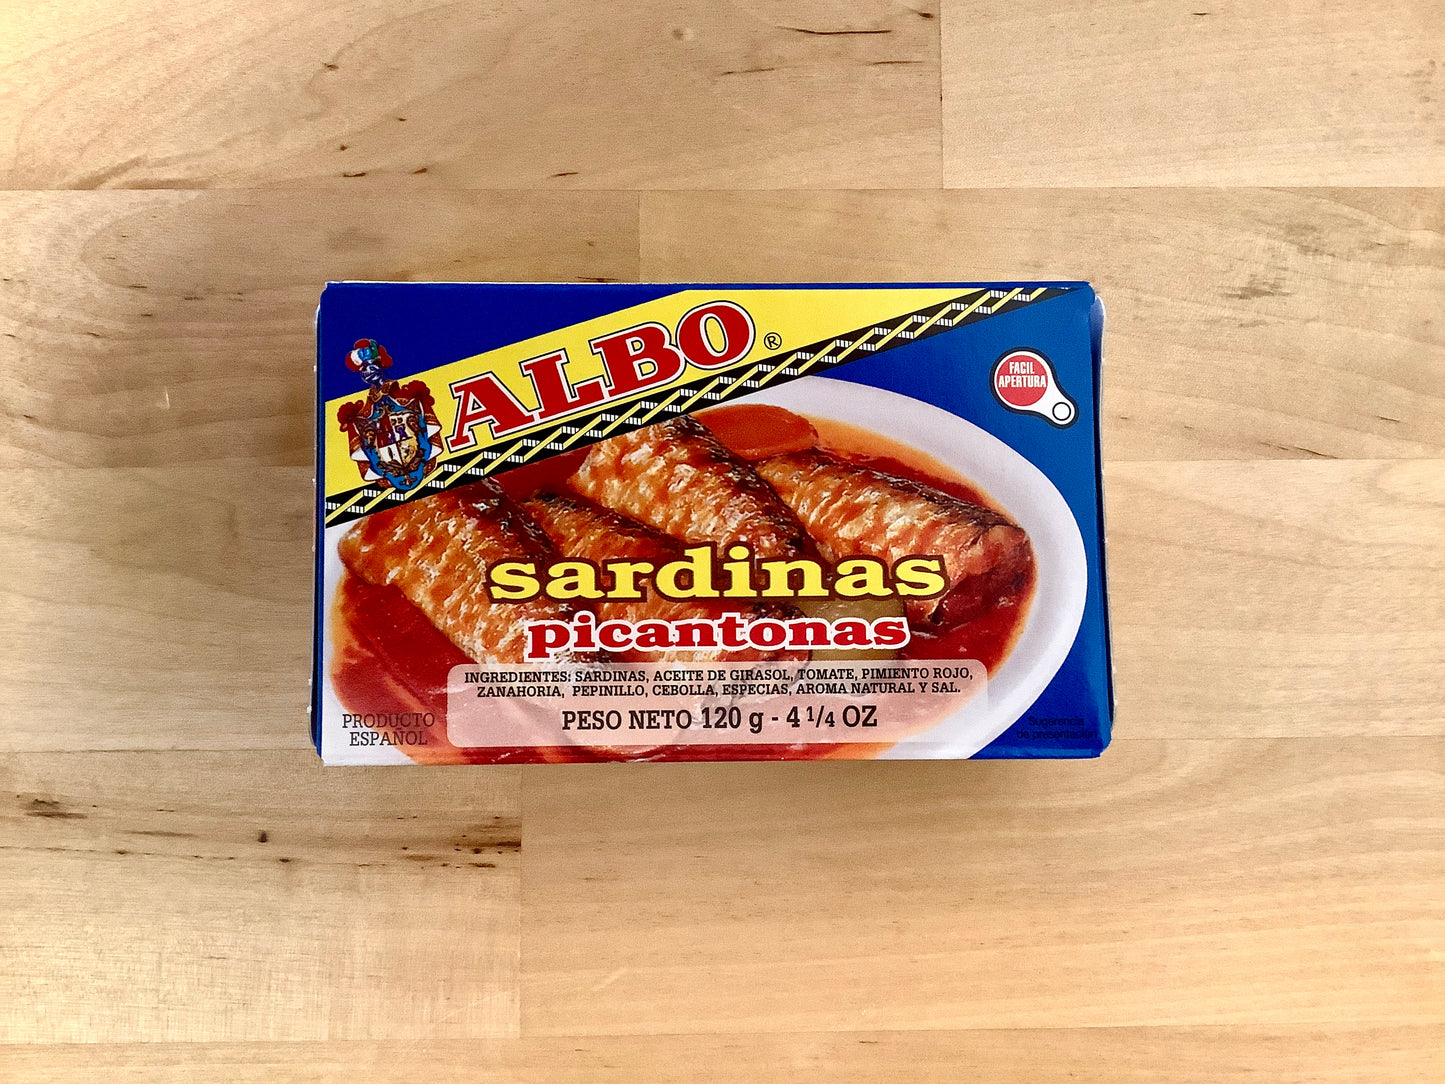 ALBO®
FACIL
APERTURA
sardinas
picantonas
INGREDIENTES: SARDINAS, ACEITE DE GIRASOL, TOMATE, PIMIENTO ROJO,
ZANAHORIA, PEPINILLO, CEBOLLA, ESPECIAS, AROMA NATURAL Y SAL.
PESO NETO 120 g - 4 1/4 OZ
PRODUCTO
ESPAÑOL
Sugerencia
de presentación